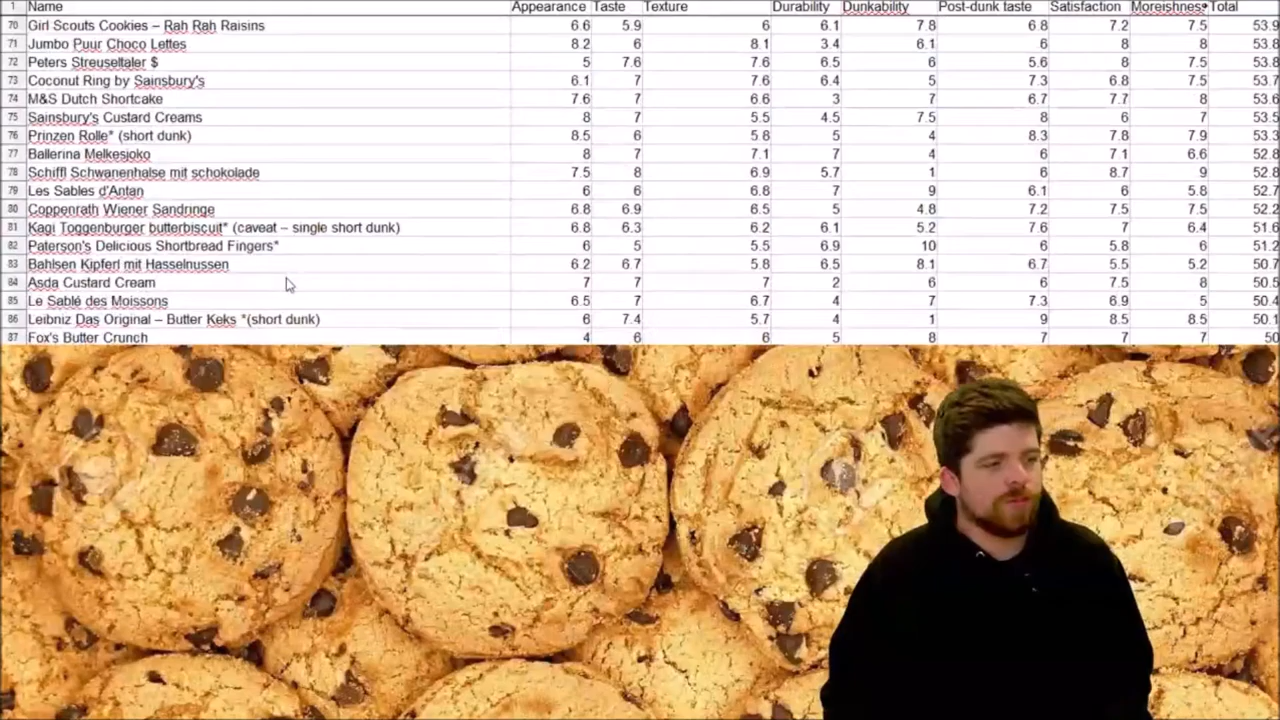 1 Name Appearance Taste Texture Durability Dunkability Post-dunk taste Satisfaction Moreishness Total
70 Girl Scouts Cookies – Rah Rah Raisins 6.6 5.9 6 6.1 7.8 6.8 7.2 7.5 53.9
71 Jumbo Puur Choco Lettes 8.2 6 8.1 3.4 6.1 6 8 8 53.8
72 Peters Streuseltaler $ 5 7.6 7.6 6.5 6 5.6 8 7.5 53.8
73 Coconut Ring by Sainsbury's 6.1 7 7.6 6.4 5 7.3 6.8 7.5 53.7
74 M&S Dutch Shortcake 7.6 7 6.6 3 7 6.7 7.7 8 53.6
75 Sainsbury's Custard Creams 8 7 5.5 4.5 7.5 8 6 7 53.5
76 Prinzen Rolle* (short dunk) 8.5 6 5.8 5 4 8.3 7.8 7.9 53.3
77 Ballerina Melkesjoko 8 7 7.1 7 4 6 7.1 6.6 52.8
78 Schiffl Schwanenhalse mit schokolade 7.5 8 6.9 5.7 1 6 8.7 9 52.8
79 Les Sables d'Antan 6 6 6.8 7 9 6.1 6 5.8 52.7
80 Coppenrath Wiener Sandringe 6.8 6.9 6.5 5 4.8 7.2 7.5 7.5 52.2
81 Kagi Toggenburger butterbiscuit* (caveat – single short dunk) 6.8 6.3 6.2 6.1 5.2 7.6 7 6.4 51.6
82 Paterson's Delicious Shortbread Fingers* 6 5 5.5 6.9 10 6 5.8 6 51.2
83 Bahlsen Kipferl mit Hasselnussen 6.2 6.7 5.8 6.5 8.1 6.7 5.5 5.2 50.7
84 Asda Custard Cream 7 7 7 2 6 6 7.5 8 50.5
85 Le Sablé des Moissons 6.5 7 6.7 4 7 7.3 6.9 5 50.4
86 Leibniz Das Original – Butter Keks *(short dunk) 6 7.4 5.7 4 1 9 8.5 8.5 50.1
87 Fox's Butter Crunch 4 6 6 5 8 7 7 7 50